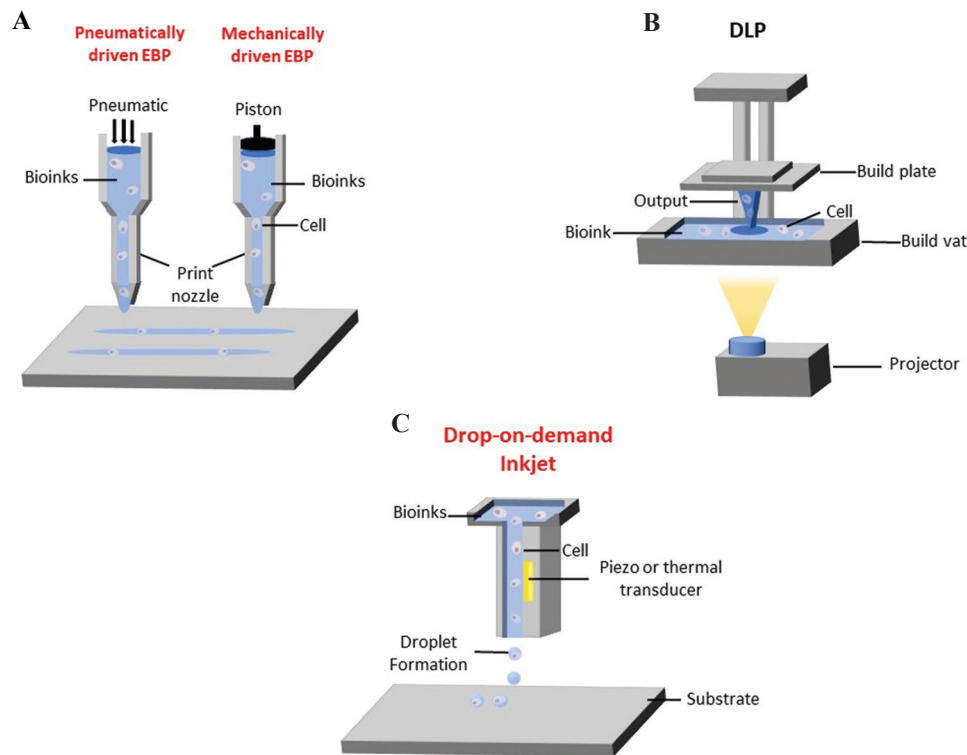 A
Pneumatically
driven EBP
Mechanically
driven EBP
Pneumatic
Piston
Bioinks
Bioinks
Cell
Print
nozzle
B
DLP
Build plate
Output
Cell
Bioink
Build vat
Projector
C
Drop-on-demand
Inkjet
Bioinks
Cell
Piezo or thermal
transducer
Droplet
Formation
Substrate